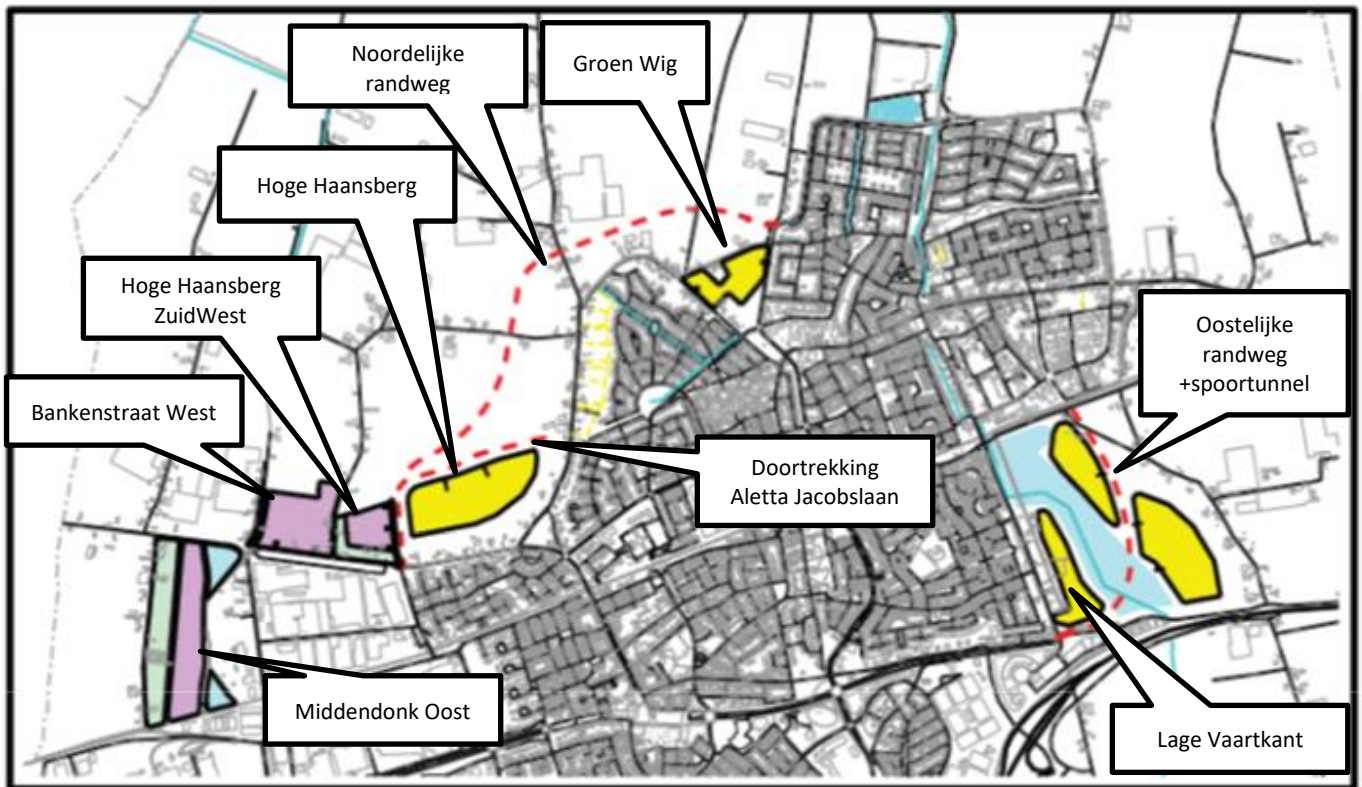 Noordelijke
randweg
Groen Wig
Hoge Haansberg
Hoge Haansberg
ZuidWest
Oostelijke
randweg
+spoortunnel
Bankenstraat West
Doortrekking
Aletta Jacobslaan
Middendonk Oost
Lage Vaartkant